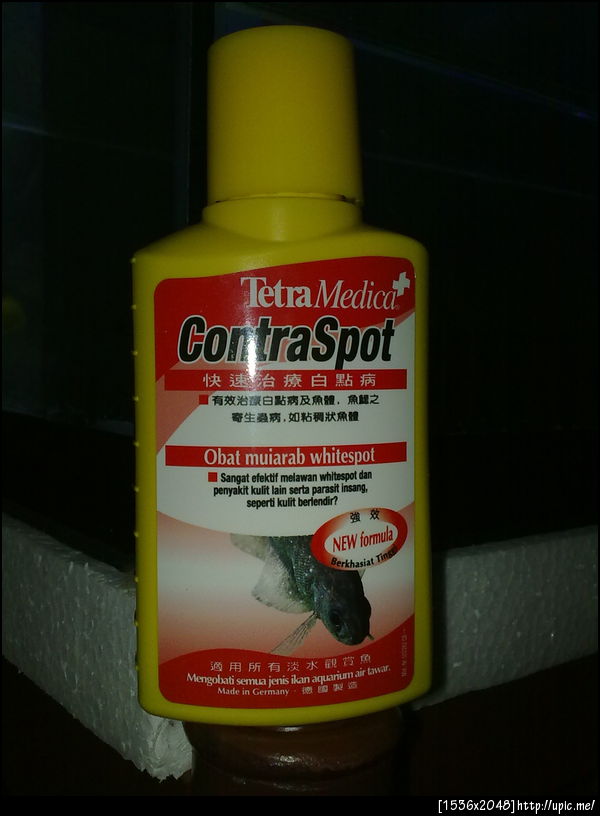 TetraMedica
ContraSpot
快速治療白點病
有效治療白點病及魚體，魚鰓之
寄生蟲病，如粘稠狀魚體
Obat muiarab whitespot
Sangat efektif melawan whitespot dan
penyakit kulit lain serta parasit insang,
seperti kulit berlendir?
強效
NEW formula
Berkhasiat Tinggi
適用所有淡水觀賞魚
Mengobati semua jenis ikan aquarium air tawar.
Made in Germany · 德國製造
[1536x2048]http://upic.me/